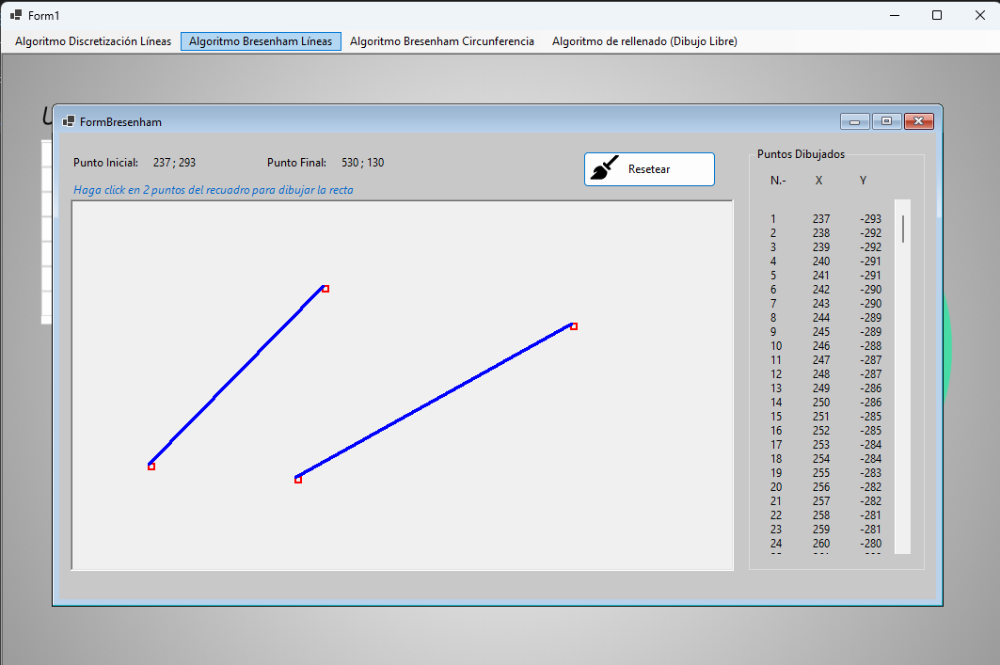 Form1
Algoritmo Discretización Líneas Algoritmo Bresenham Líneas Algoritmo Bresenham Circunferencia Algoritmo de rellenado (Dibujo Libre)
FormBresenham
Punto Inicial: 237 ; 293 Punto Final: 530 ; 130
Resetear
Haga click en 2 puntos del recuadro para dibujar la recta
Puntos Dibujados
N.- X Y
1 237 -293
2 238 -292
3 239 -292
4 240 -291
5 241 -291
6 242 -290
7 243 -290
8 244 -289
9 245 -289
10 246 -288
11 247 -287
12 248 -287
13 249 -286
14 250 -286
15 251 -285
16 252 -285
17 253 -284
18 254 -284
19 255 -283
20 256 -282
21 257 -282
22 258 -281
23 259 -281
24 260 -280